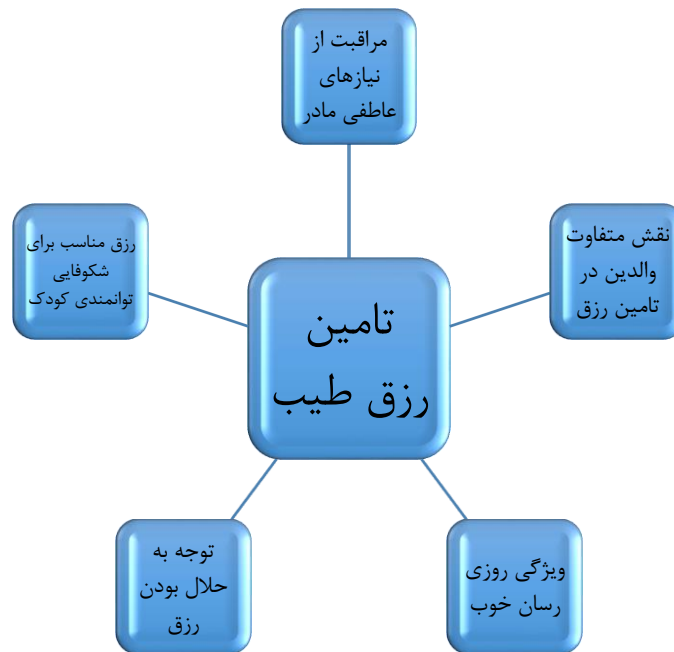 مراقبت از
نیازهای
عاطفی مادر
نقش متفاوت
والدین در
تامین رزق
رزق مناسب برای
شکوفایی
توانمندی کودک
تامین
رزق طیب
ویژگی روزی
رسان خوب
توجه به
حلال بودن
رزق